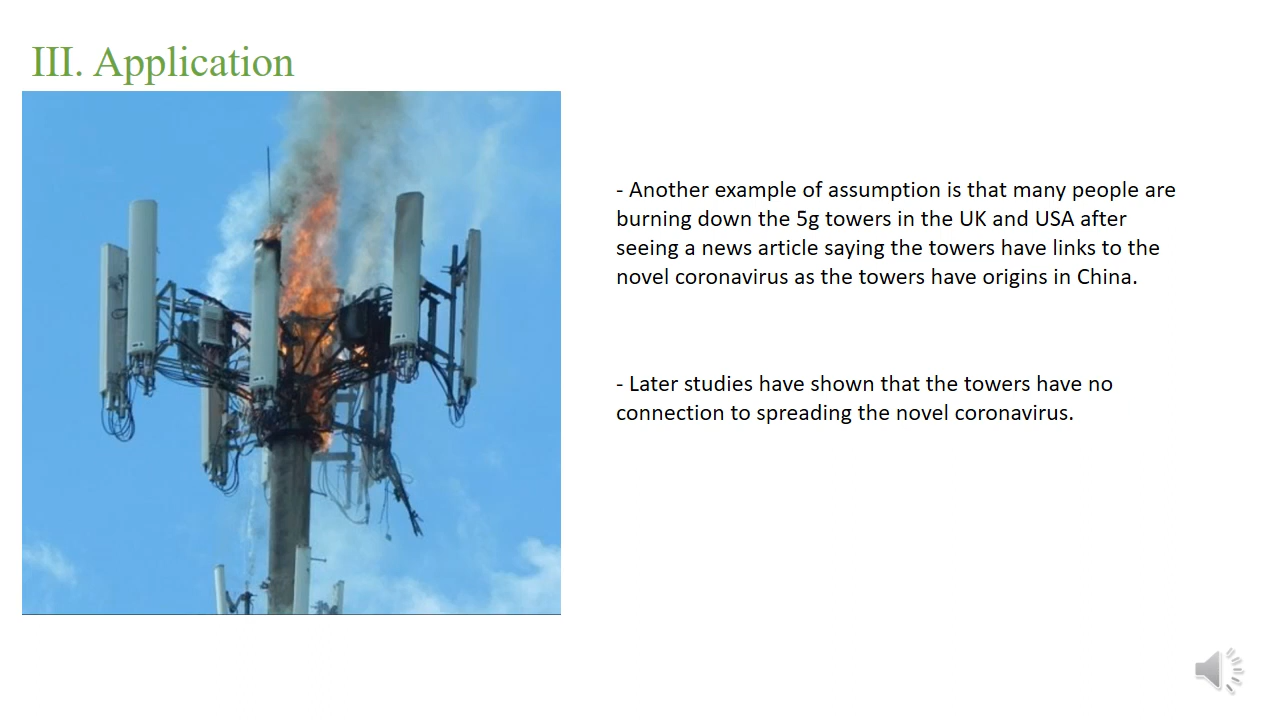 III. Application
- Another example of assumption is that many people are
burning down the 5g towers in the UK and USA after
seeing a news article saying the towers have links to the
novel coronavirus as the towers have origins in China.
- Later studies have shown that the towers have no
connection to spreading the novel coronavirus.